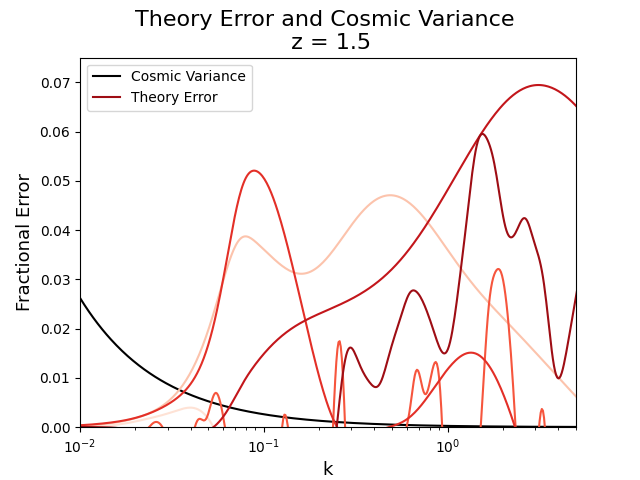 Theory Error and Cosmic Variance
z = 1.5
Cosmic Variance
Theory Error
Fractional Error
0.07
0.06
0.05
0.04
0.03
0.02
0.01
0.00
10⁻²
10⁻¹
10⁰
k